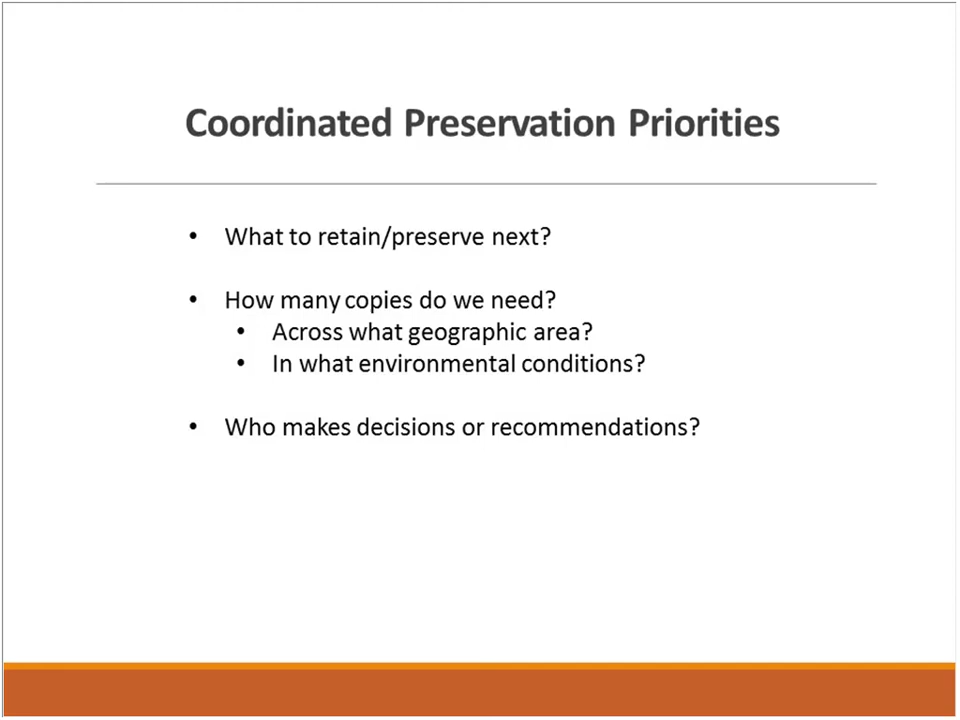 Coordinated Preservation Priorities
• What to retain/preserve next?
• How many copies do we need?
• Across what geographic area?
• In what environmental conditions?
• Who makes decisions or recommendations?